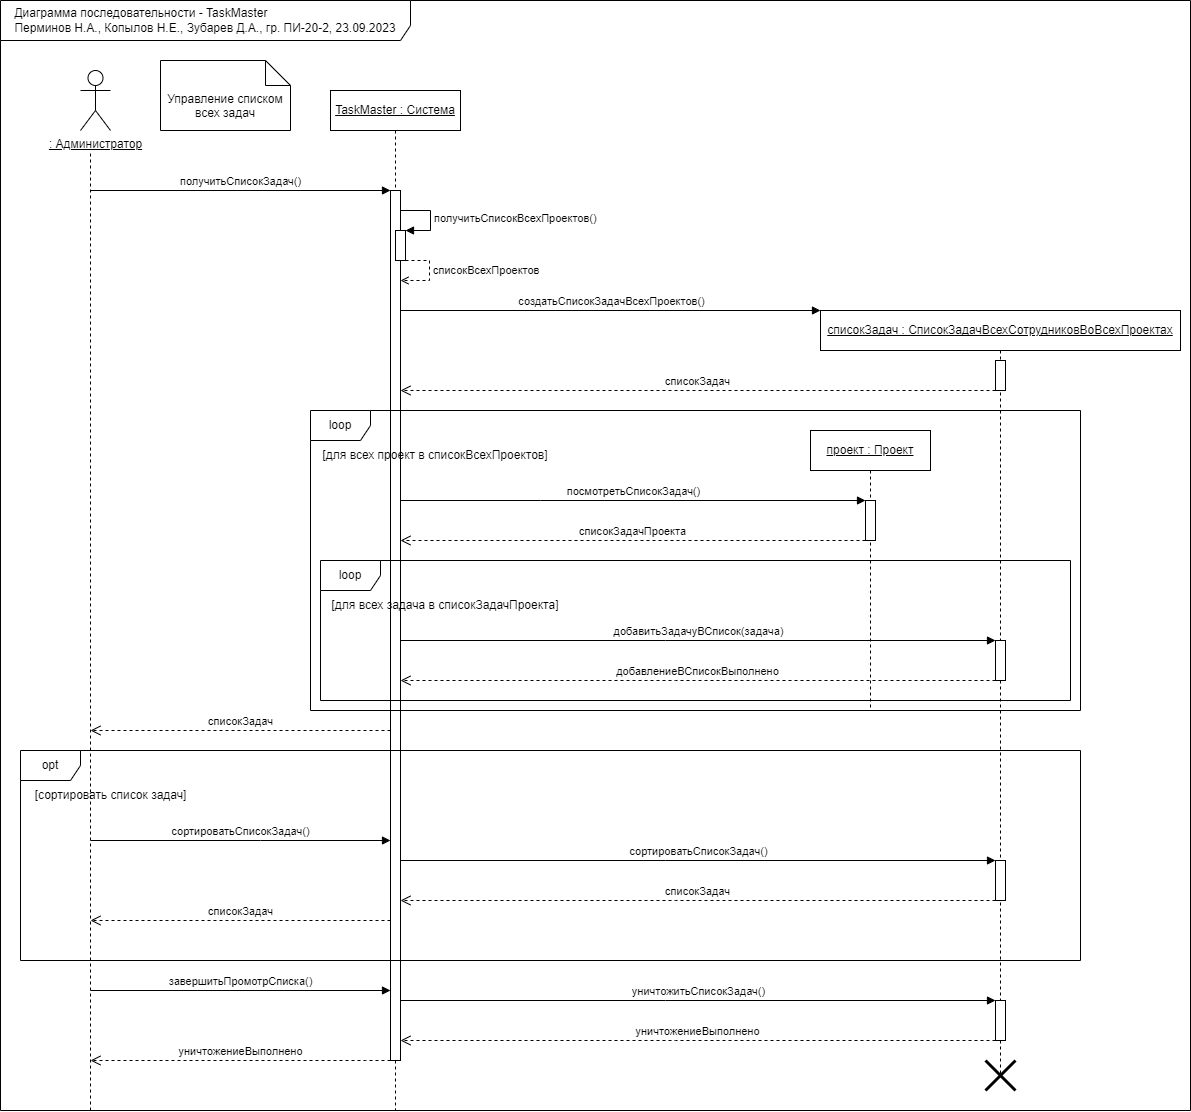 Диаграмма последовательности - TaskMaster
Перминов Н.А., Копылов Н.Е., Зубарев Д.А., гр. ПИ-20-2, 23.09.2023
Управление списком
всех задач
TaskMaster : Система
: Администратор
получитьСписокЗадач()
получитьСписокВсехПроектов()
списокВсехПроектов
создатьСписокЗадачВсехПроектов()
списокЗадач : СписокЗадачВсехСотрудниковВоВсехПроектах
списокЗадач
loop
[для всех проект в списокВсехПроектов]
проект : Проект
посмотретьСписокЗадач()
списокЗадачПроекта
loop
[для всех задача в списокЗадачПроекта]
добавитьЗадачуВСписок(задача)
добавлениеВСписокВыполнено
списокЗадач
opt
[сортировать список задач]
сортироватьСписокЗадач()
сортироватьСписокЗадач()
списокЗадач
списокЗадач
завершитьПромотрСписка()
уничтожитьСписокЗадач()
уничтожениеВыполнено
уничтожениеВыполнено